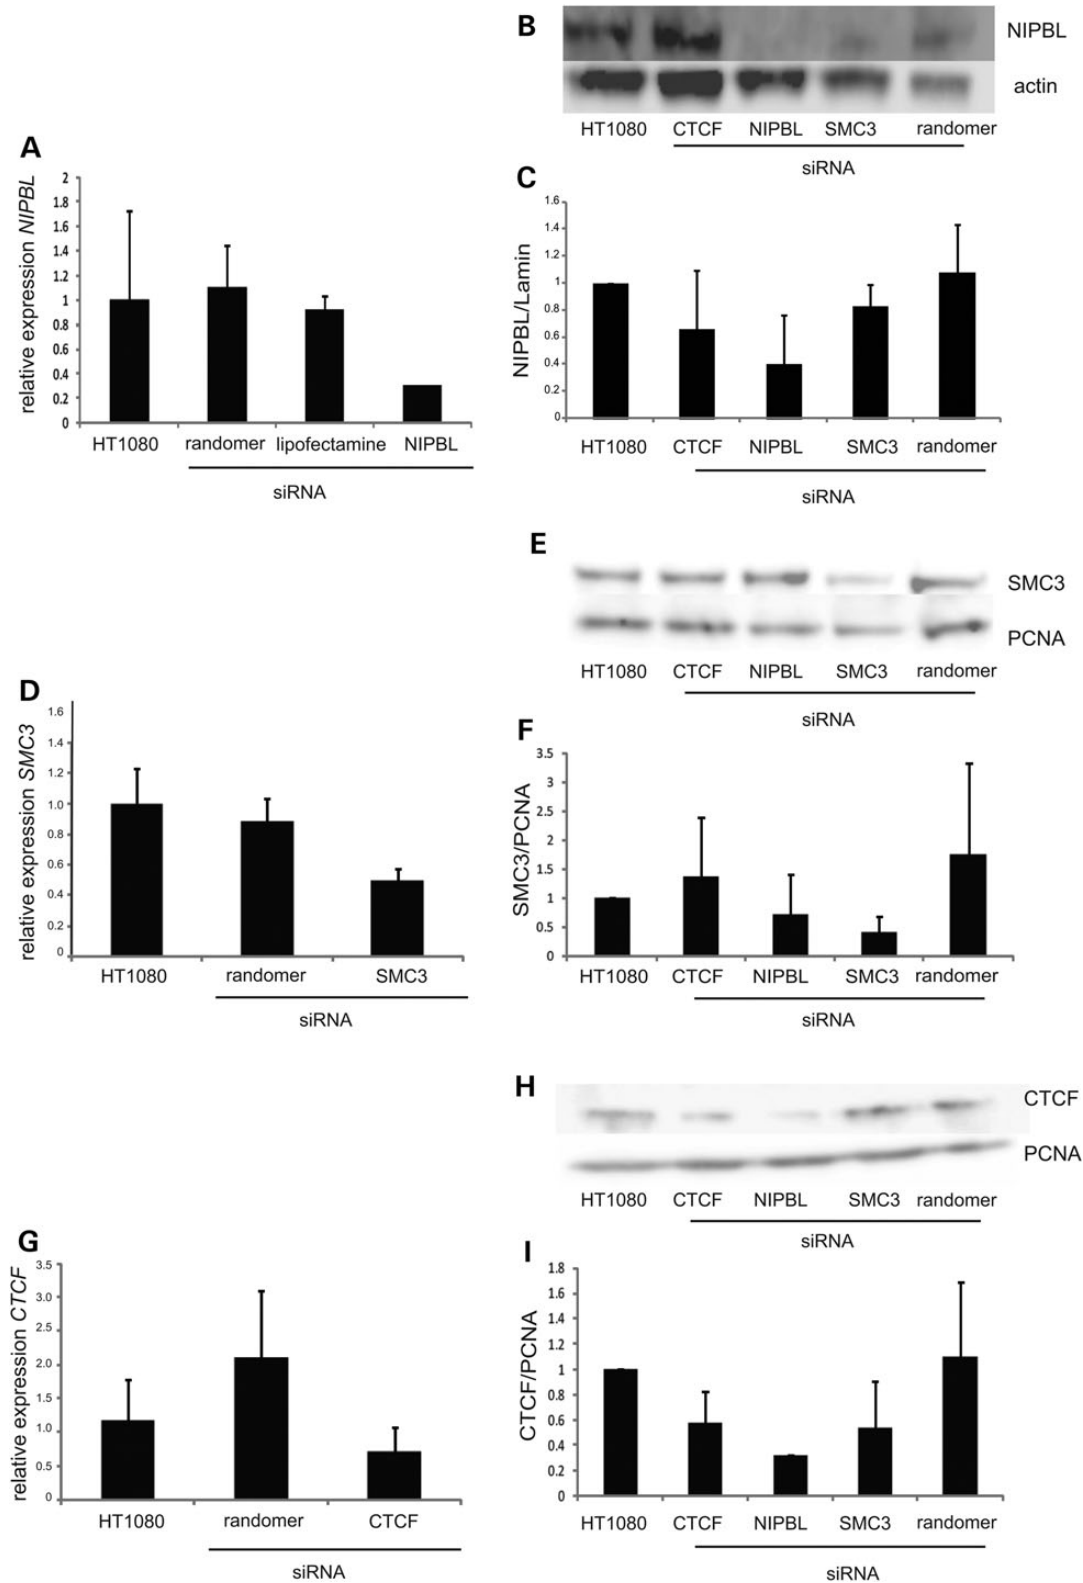 B
NIPBL
actin
HT1080 CTCF NIPBL SMC3 randomer
siRNA
A
relative expression NIPBL
2
1.8
1.6
1.4
1.2
1
0.8
0.6
0.4
0.2
0
HT1080 randomer lipofectamine NIPBL
siRNA
C
NIPBL/Lamin
1.6
1.4
1.2
1
0.8
0.6
0.4
0.2
0
HT1080 CTCF NIPBL SMC3 randomer
siRNA
E
SMC3
PCNA
HT1080 CTCF NIPBL SMC3 randomer
siRNA
D
relative expression SMC3
1.6
1.4
1.2
1.0
0.8
0.6
0.4
0.2
0
HT1080 randomer SMC3
siRNA
F
SMC3/PCNA
3.5
3
2.5
2
1.5
1
0.5
0
HT1080 CTCF NIPBL SMC3 randomer
siRNA
H
CTCF
PCNA
HT1080 CTCF NIPBL SMC3 randomer
siRNA
G
relative expression CTCF
3.5
3.0
2.5
2.0
1.5
1.0
0.5
0
HT1080 randomer CTCF
siRNA
I
CTCF/PCNA
1.8
1.6
1.4
1.2
1
0.8
0.6
0.4
0.2
0
HT1080 CTCF NIPBL SMC3 randomer
siRNA